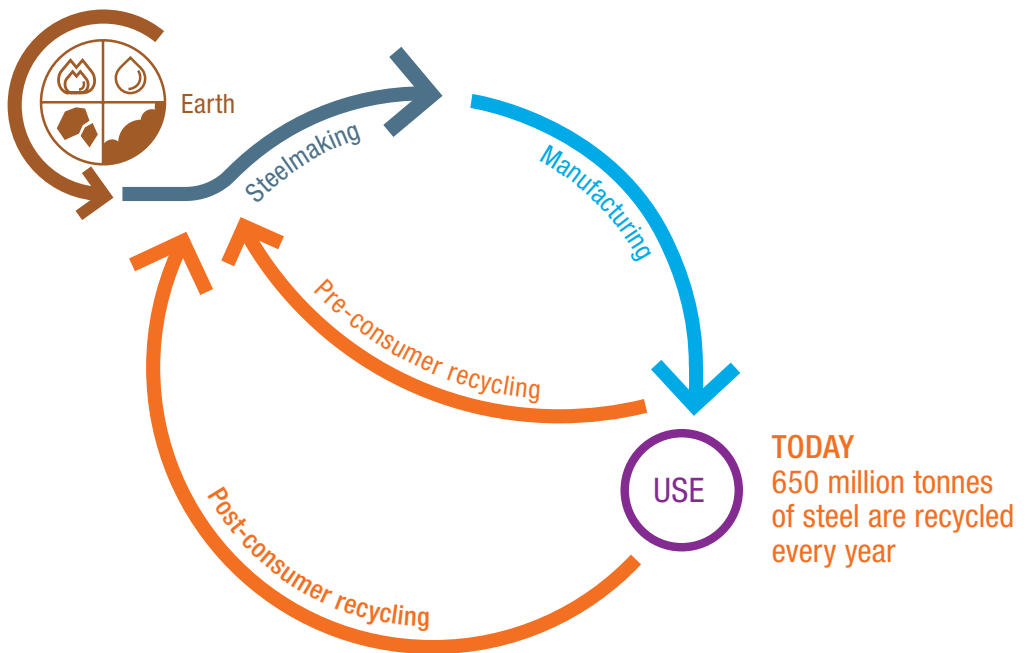 Earth
Steelmaking
Manufacturing
Pre-consumer recycling
USE
TODAY
650 million tonnes
of steel are recycled
every year
Post-consumer recycling